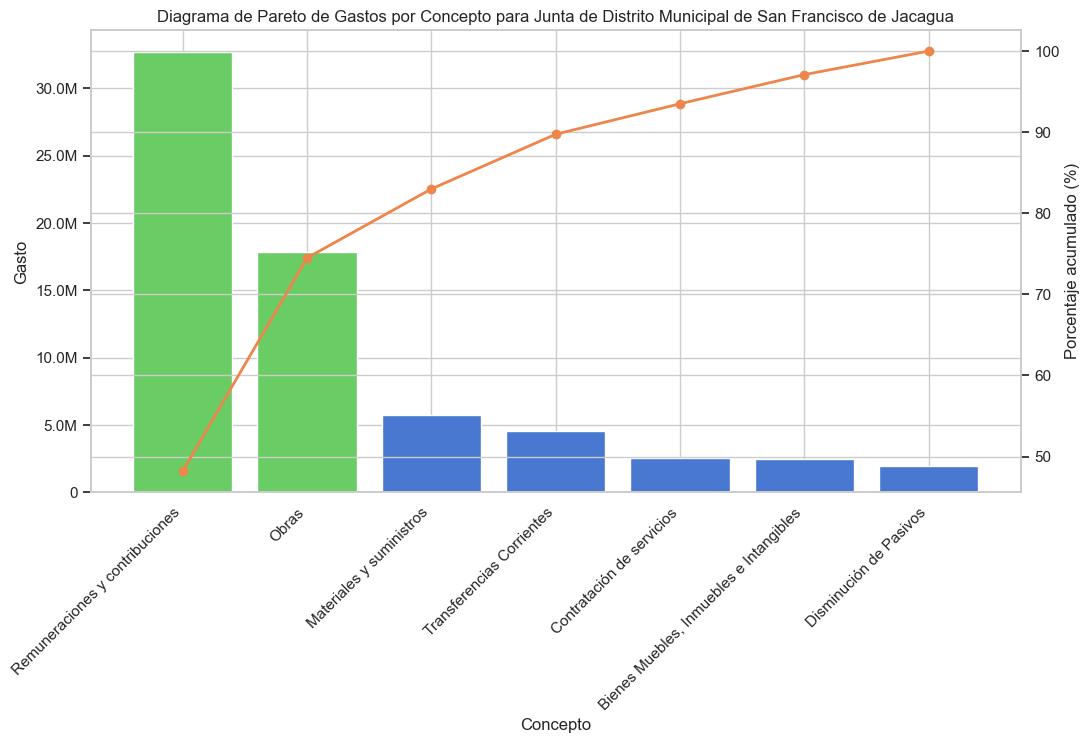 Diagrama de Pareto de Gastos por Concepto para Junta de Distrito Municipal de San Francisco de Jacagua
Gasto
30.0M
25.0M
20.0M
15.0M
10.0M
5.0M
0
100
90
80
70
60
50
Porcentaje acumulado (%)
Remuneraciones y contribuciones
Obras
Materiales y suministros
Transferencias Corrientes
Contratación de servicios
Bienes Muebles, Inmuebles e Intangibles
Disminución de Pasivos
Concepto